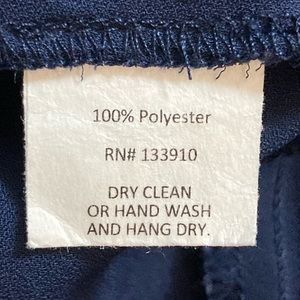 100% Polyester
RN# 133910
DRY CLEAN
OR HAND WASH
AND HANG DRY.